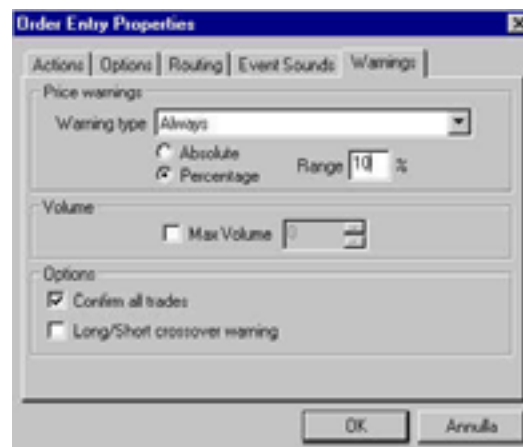 Order Entry Properties
Actions Options Routing Event Sounds Warnings
Price warnings
Warning type Always
Absolute
Percentage Range 10 %
Volume
Max Volume 0
Options
Confirm all trades
Long/Short crossover warning
OK Annulla